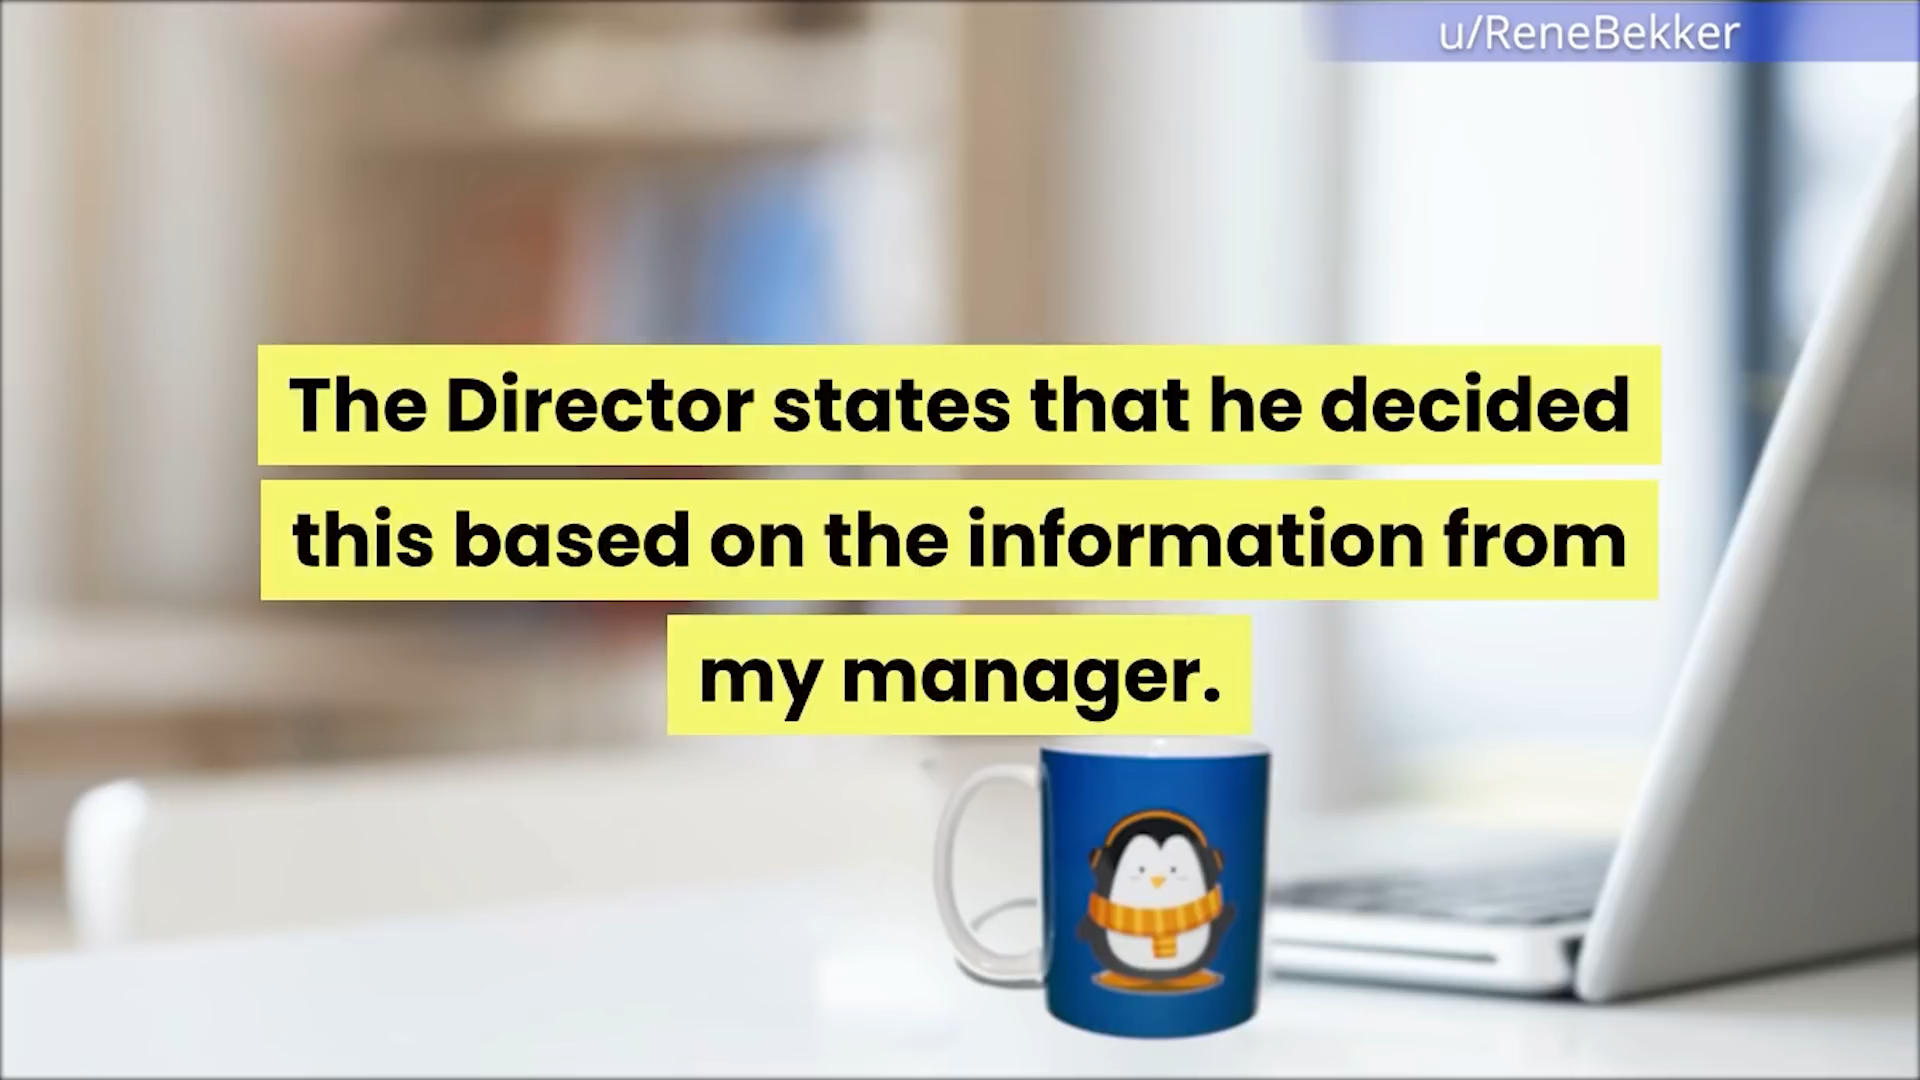 u/ReneBekker
The Director states that he decided
this based on the information from
my manager.